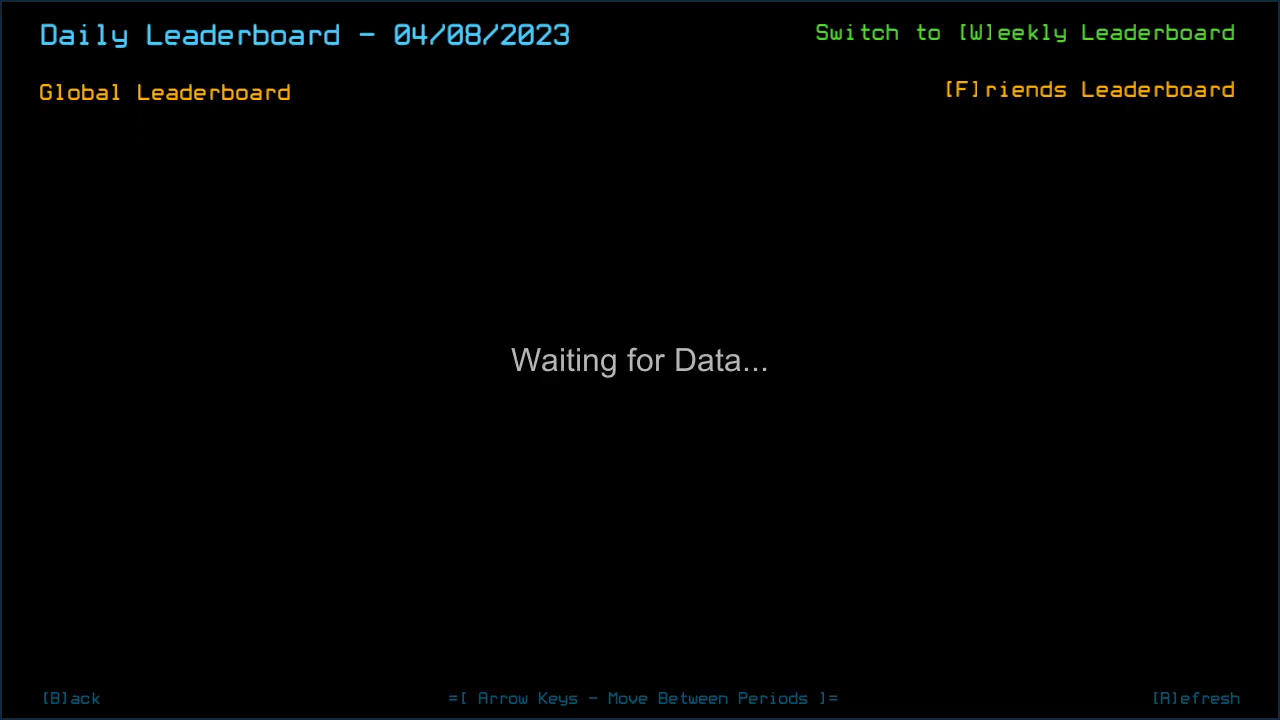 Daily Leaderboard - 04/08/2023
Switch to [W]eekly Leaderboard
Global Leaderboard
[F]riends Leaderboard
Waiting for Data...
[B]ack
=[ Arrow Keys - Move Between Periods ]=
[R]efresh